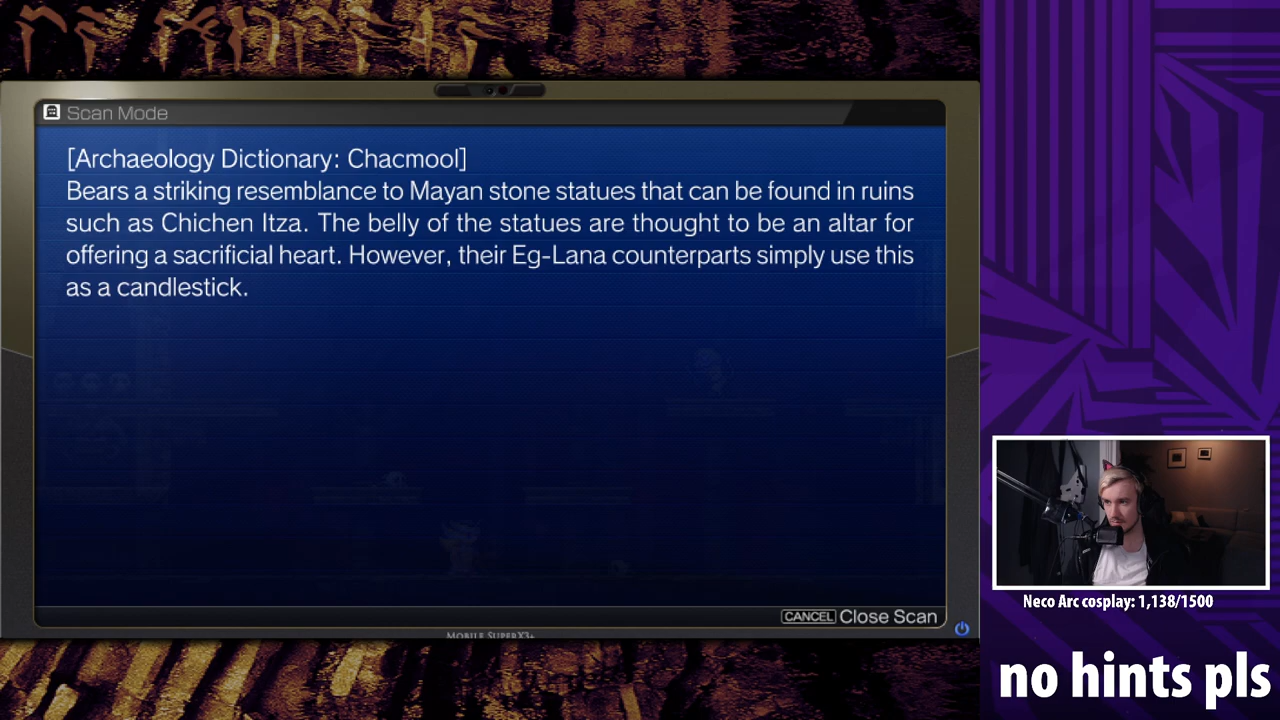 Scan Mode
[Archaeology Dictionary: Chacmool]
Bears a striking resemblance to Mayan stone statues that can be found in ruins
such as Chichen Itza. The belly of the statues are thought to be an altar for
offering a sacrificial heart. However, their Eg-Lana counterparts simply use this
as a candlestick.
CANCEL Close Scan
MOBILE SUPERX3+
Neco Arc cosplay: 1,138/1500
no hints pls